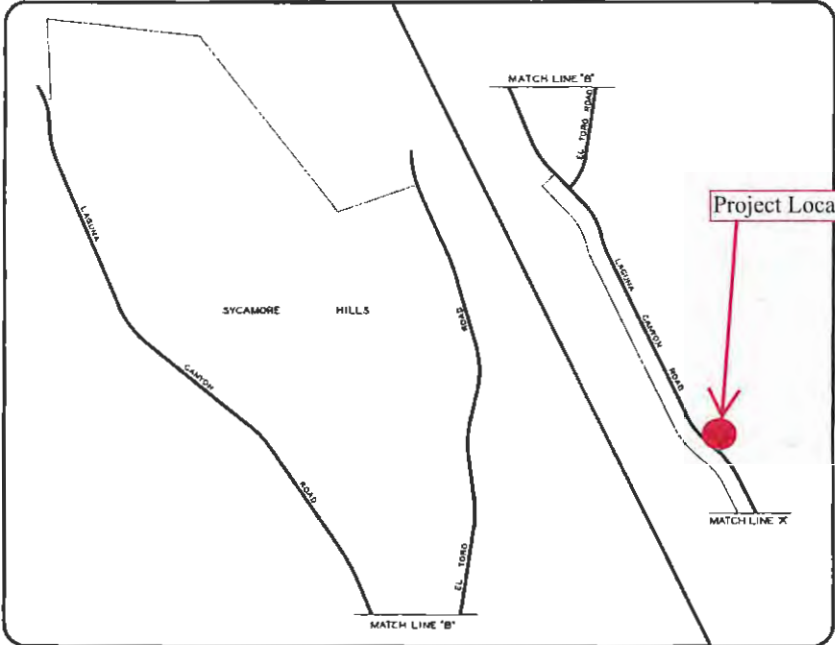 MATCH LINE "B"
EL TORO ROAD
Project Loca
LAGUNA
CANYON
ROAD
MATCH LINE
LAGUNA
CANYON
ROAD
SYCAMORE HILLS
ROAD
EL TORO
MATCH LINE "B"